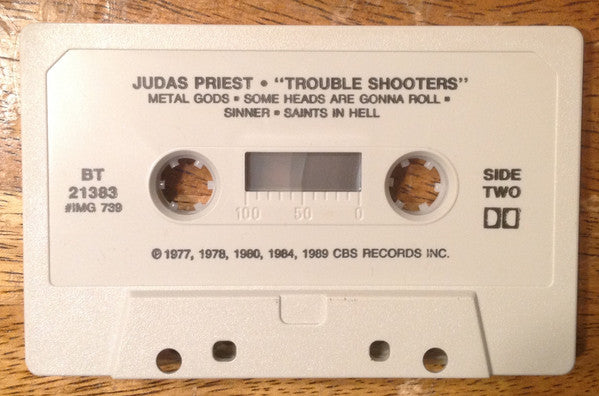 JUDAS PRIEST • "TROUBLE SHOOTERS"
METAL GODS • SOME HEADS ARE GONNA ROLL •
SINNER • SAINTS IN HELL
BT
21383
#IMG 739
SIDE
TWO
100 50 0
℗ 1977, 1978, 1980, 1984, 1989 CBS RECORDS INC.